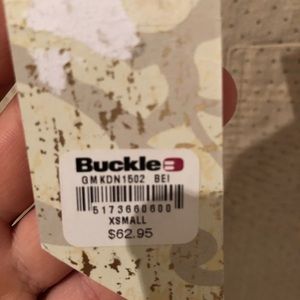 Buckle B
GMKDN1502 BEI
5173660600
XSMALL
$62.95